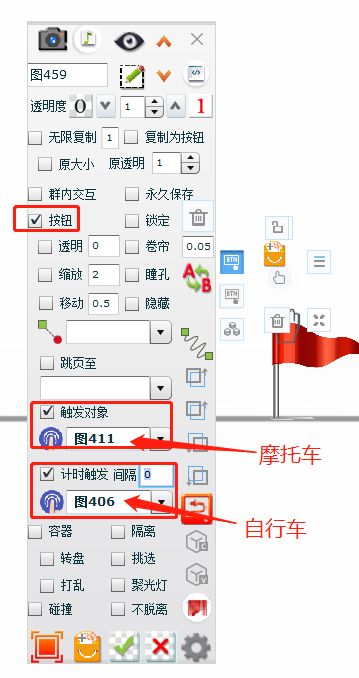 图459
透明度 0 1 1
无限复制 1 复制为按钮
原大小 原透明 1
群内交互 永久保存
按钮 锁定
透明 0 卷帘 0.05
缩放 2 瞳孔 A B
BTN
移动 0.5 隐藏
BTN
跳页至
触发对象
图411
摩托车
计时触发 间隔 0
图406
自行车
容器 隔离
C
转盘 挑选
V
打乱 聚光灯
碰撞 不脱离